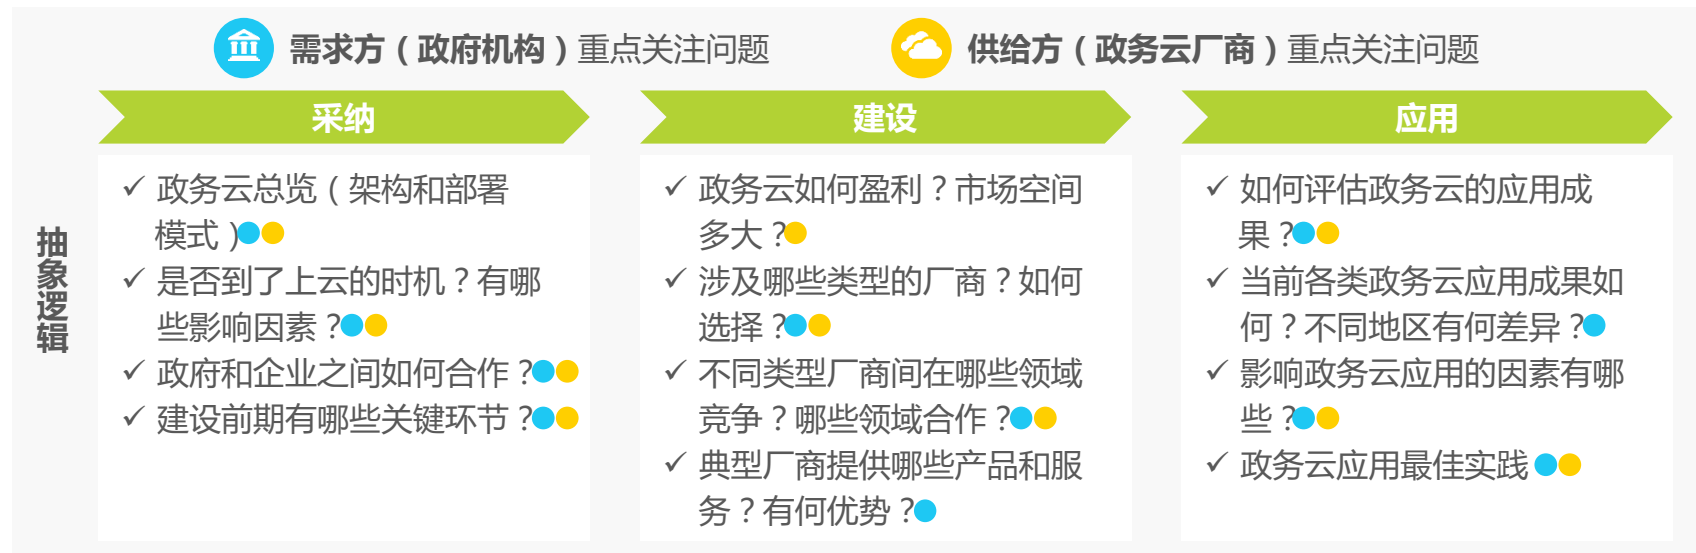 需求方（政府机构）重点关注问题
供给方（政务云厂商）重点关注问题
抽象逻辑
采纳
政务云总览（架构和部署
模式）
是否到了上云的时机？有哪
些影响因素？
政府和企业之间如何合作？
建设前期有哪些关键环节？
建设
政务云如何盈利？市场空间
多大？
涉及哪些类型的厂商？如何
选择？
不同类型厂商间在哪些领域
竞争？哪些领域合作？
典型厂商提供哪些产品和服
务？有何优势？
应用
如何评估政务云的应用成
果？
当前各类政务云应用成果如
何？不同地区有何差异？
影响政务云应用的因素有哪
些？
政务云应用最佳实践